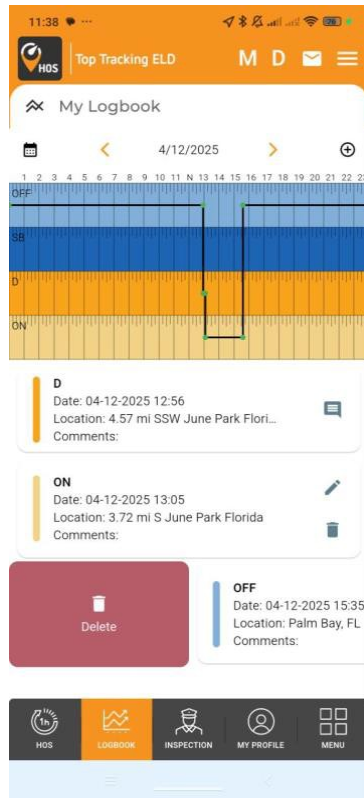 11:38
HOS
Top Tracking ELD
M D
My Logbook
4/12/2025
1 2 3 4 5 6 7 8 9 10 11 N 13 14 15 16 17 18 19 20 21 22 23
OFF
SB
D
ON
D
Date: 04-12-2025 12:56
Location: 4.57 mi SSW June Park Flori...
Comments:
ON
Date: 04-12-2025 13:05
Location: 3.72 mi S June Park Florida
Comments:
Delete
OFF
Date: 04-12-2025 15:35
Location: Palm Bay, FL
Comments:
1h
HOS
LOGBOOK
INSPECTION
MY PROFILE
MENU